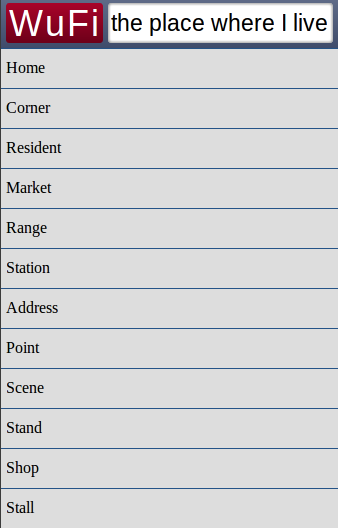 WuFi the place where I live
Home
Corner
Resident
Market
Range
Station
Address
Point
Scene
Stand
Shop
Stall